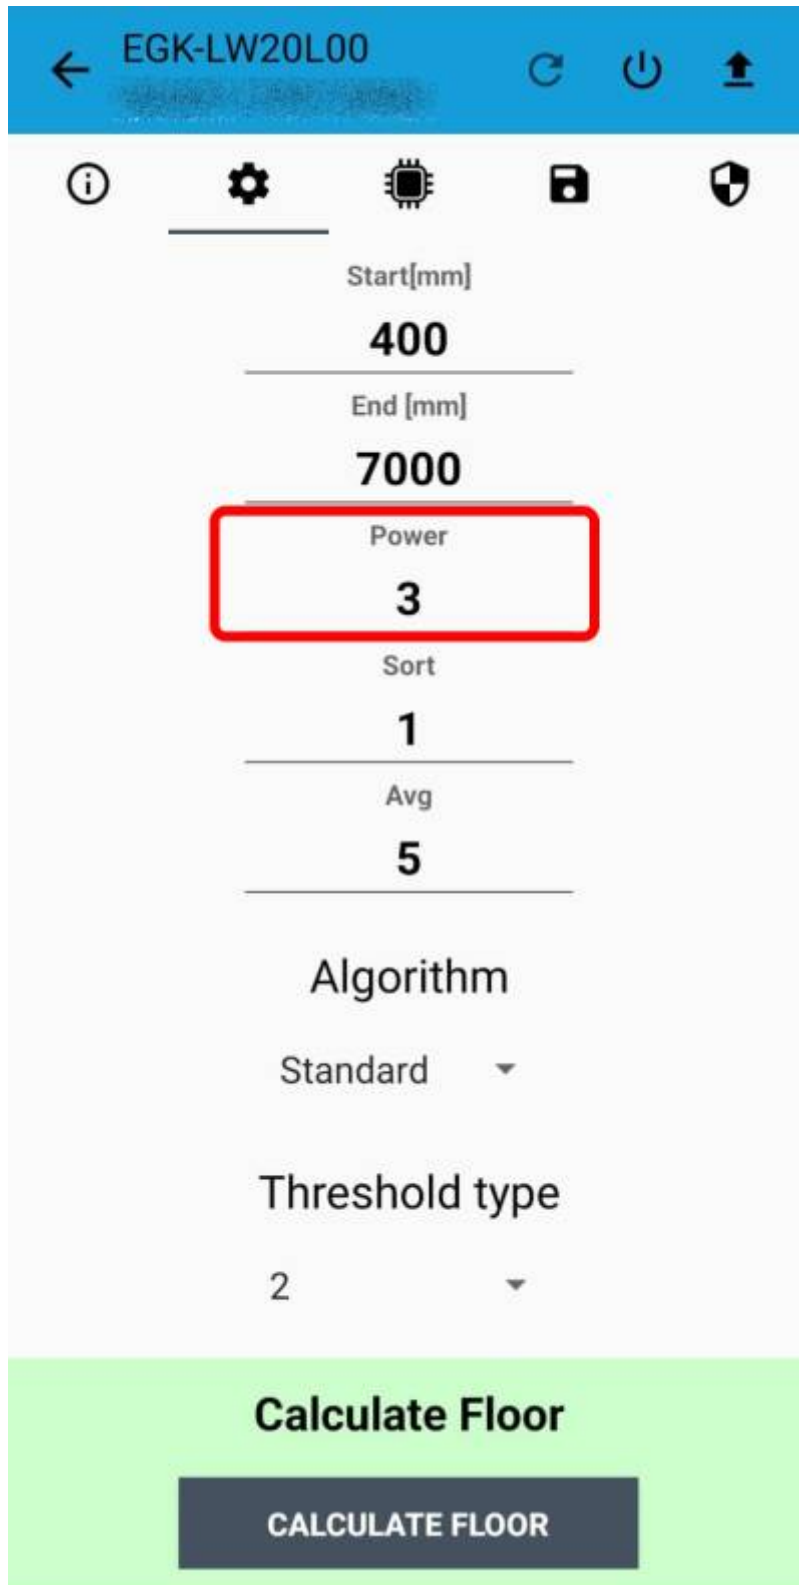 EGK-LW20L00
Start[mm]
400
End [mm]
7000
Power
3
Sort
1
Avg
5
Algorithm
Standard
Threshold type
2
Calculate Floor
CALCULATE FLOOR